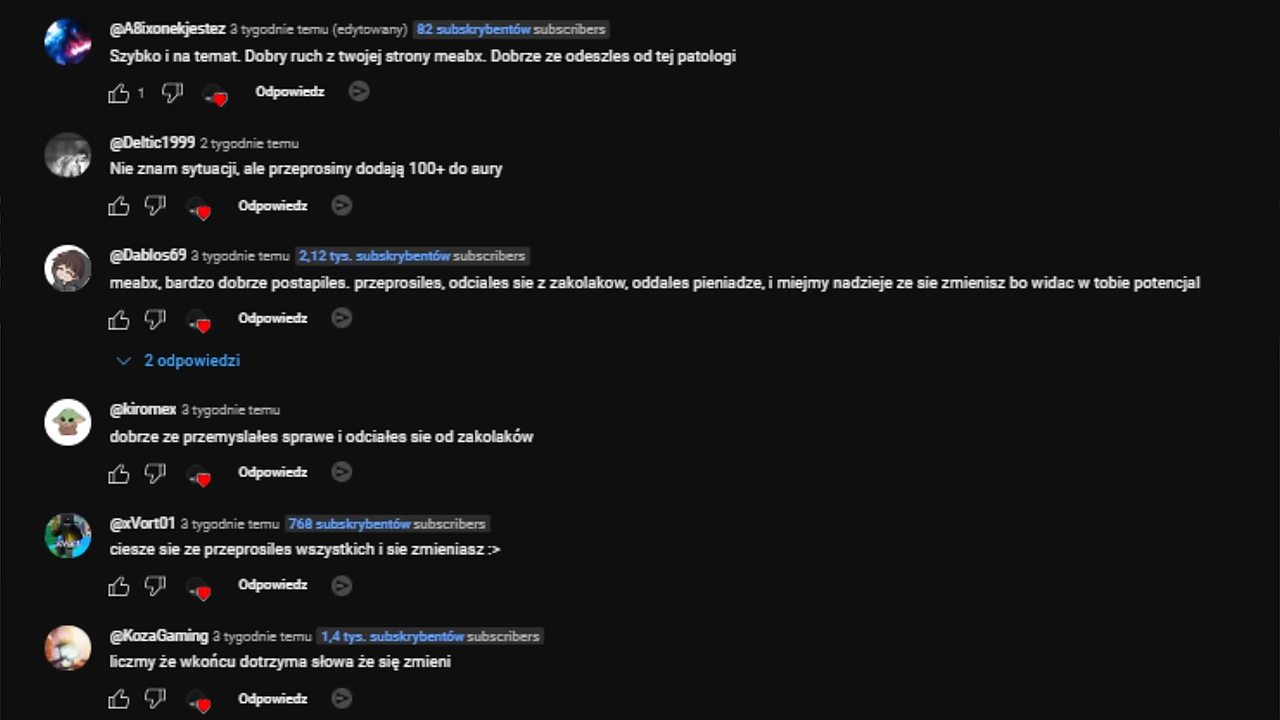 @A8ixonekjestez 3 tygodnie temu (edytowany) 82 subskrybentów subscribers
Szybko i na temat. Dobry ruch z twojej strony meabx. Dobrze ze odeszles od tej patologi
1 Odpowiedz
@Deltic1999 2 tygodnie temu
Nie znam sytuacji, ale przeprosiny dodają 100+ do aury
Odpowiedz
@Dablos69 3 tygodnie temu 2,12 tys. subskrybentów subscribers
meabx, bardzo dobrze postapiles. przeprosiles, odciales sie z zakolakow, oddales pieniadze, i miejmy nadzieje ze sie zmienisz bo widac w tobie potencjal
Odpowiedz
2 odpowiedzi
@kiromex 3 tygodnie temu
dobrze ze przemyslałes sprawe i odciałes sie od zakolaków
Odpowiedz
@xVort01 3 tygodnie temu 768 subskrybentów subscribers
ciesze sie ze przeprosiles wszystkich i sie zmieniasz :>
Odpowiedz
@KozaGaming 3 tygodnie temu 1,4 tys. subskrybentów subscribers
liczmy że wkońcu dotrzyma słowa że się zmieni
Odpowiedz